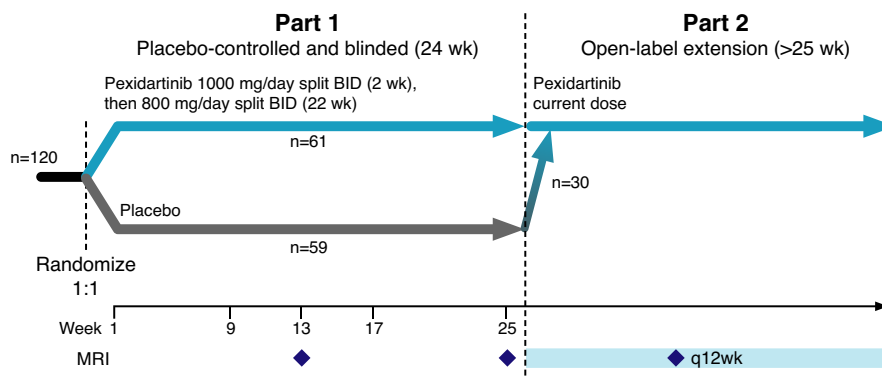 Part 1
Placebo-controlled and blinded (24 wk)
Part 2
Open-label extension (>25 wk)
Pexidartinib 1000 mg/day split BID (2 wk),
then 800 mg/day split BID (22 wk)
Pexidartinib
current dose
n=61
n=120
n=30
Placebo
n=59
Randomize
1:1
Week 1 9 13 17 25
MRI q12wk